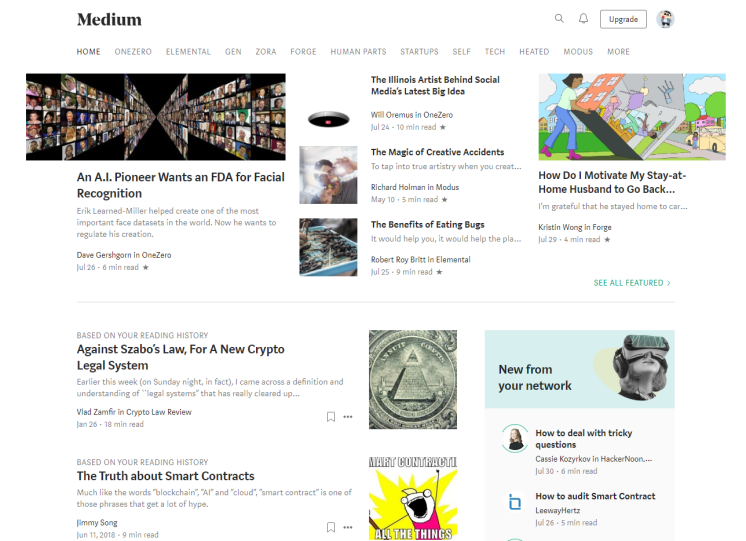 Medium
Upgrade
HOME ONEZERO ELEMENTAL GEN ZORA FORGE HUMAN PARTS STARTUPS SELF TECH HEATED MODUS MORE
An A.I. Pioneer Wants an FDA for Facial
Recognition
Erik Learned-Miller helped create one of the most
important face datasets in the world. Now he wants to
regulate his creation.
Dave Gershgorn in OneZero
Jul 26 · 6 min read ★
The Illinois Artist Behind Social
Media's Latest Big Idea
Will Oremus in OneZero
Jul 24 · 10 min read ★
The Magic of Creative Accidents
To tap into true artistry when you creat...
Richard Holman in Modus
May 10 · 5 min read ★
The Benefits of Eating Bugs
It would help you, it would help the pla...
Robert Roy Britt in Elemental
Jul 25 · 9 min read ★
How Do I Motivate My Stay-at-
Home Husband to Go Back...
I'm grateful that he stayed home to car...
Kristin Wong in Forge
Jul 29 · 4 min read ★
SEE ALL FEATURED >
BASED ON YOUR READING HISTORY
Against Szabo's Law, For A New Crypto
Legal System
Earlier this week (on Sunday night, in fact), I came across a definition and
understanding of ``legal systems" that has really cleared up...
Vlad Zamfir in Crypto Law Review
Jan 26 · 18 min read
BASED ON YOUR READING HISTORY
The Truth about Smart Contracts
Much like the words "blockchain", "AI" and "cloud", "smart contract" is one of
those phrases that get a lot of hype.
Jimmy Song
Jun 11, 2018 · 9 min read
ALL THE THINGS
New from
your network
How to deal with tricky
questions
Cassie Kozyrkov in HackerNoon....
Jul 30 · 6 min read
How to audit Smart Contract
LeewayHertz
Jul 26 · 5 min read